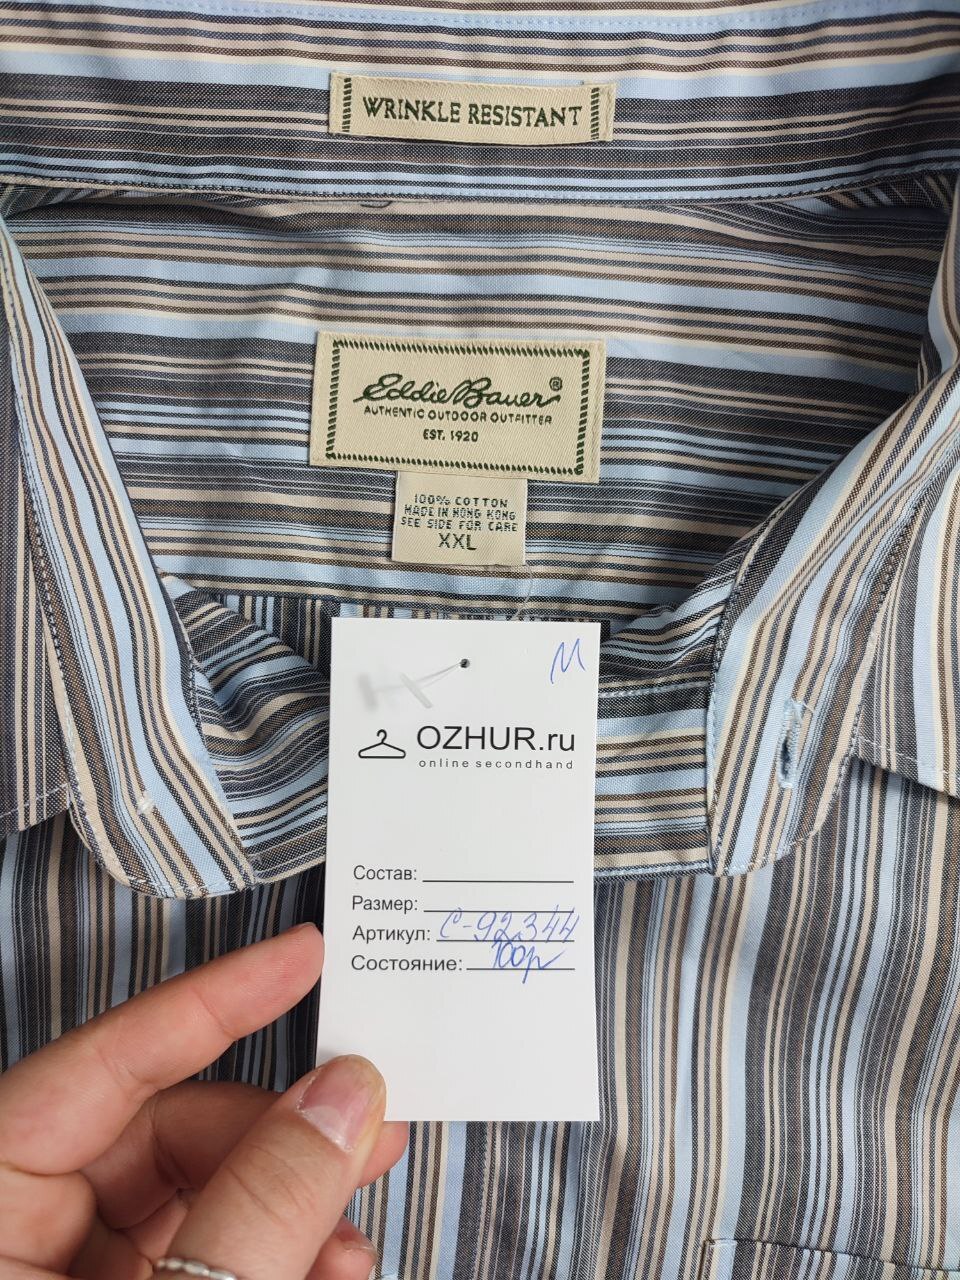 WRINKLE RESISTANT
Eddie Bauer®
AUTHENTIC OUTDOOR OUTFITTER
EST. 1920
100% COTTON
MADE IN HONG KONG
SEE SIDE FOR CARE
XXL
М
OZHUR.ru
online secondhand
Состав:
Размер:
Артикул: С-92344
Состояние: 100р